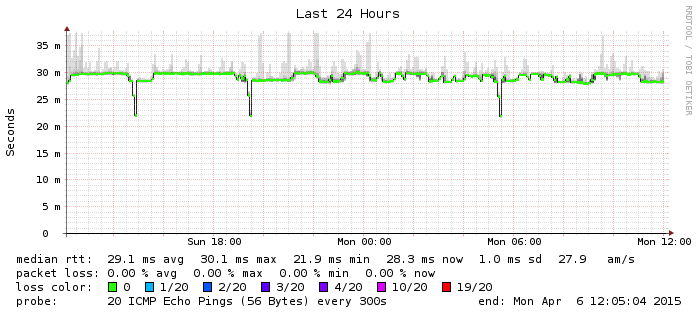 Last 24 Hours
RRDTOOL / TOBI OETIKER
Seconds
35 m
30 m
25 m
20 m
15 m
10 m
5 m
0
Sun 18:00 Mon 00:00 Mon 06:00 Mon 12:00
median rtt: 29.1 ms avg 30.1 ms max 21.9 ms min 28.3 ms now 1.0 ms sd 27.9 am/s
packet loss: 0.00 % avg 0.00 % max 0.00 % min 0.00 % now
loss color: 0 1/20 2/20 3/20 4/20 10/20 19/20
probe: 20 ICMP Echo Pings (56 Bytes) every 300s end: Mon Apr 6 12:05:04 2015